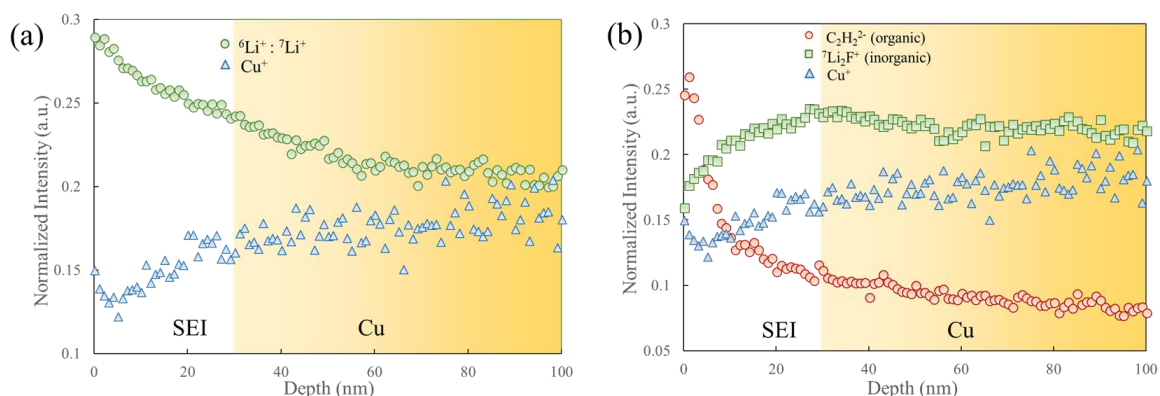 (a)
Normalized Intensity (a.u.)
0.3
0.25
0.2
0.15
0.1
⁶Li⁺ : ⁷Li⁺
Cu⁺
SEI
Cu
0
20
40
60
80
100
Depth (nm)
(b)
Normalized Intensity (a.u.)
0.3
0.25
0.2
0.15
0.1
0.05
C₂H₂²⁻ (organic)
⁷Li₂F⁺ (inorganic)
Cu⁺
SEI
Cu
0
20
40
60
80
100
Depth (nm)